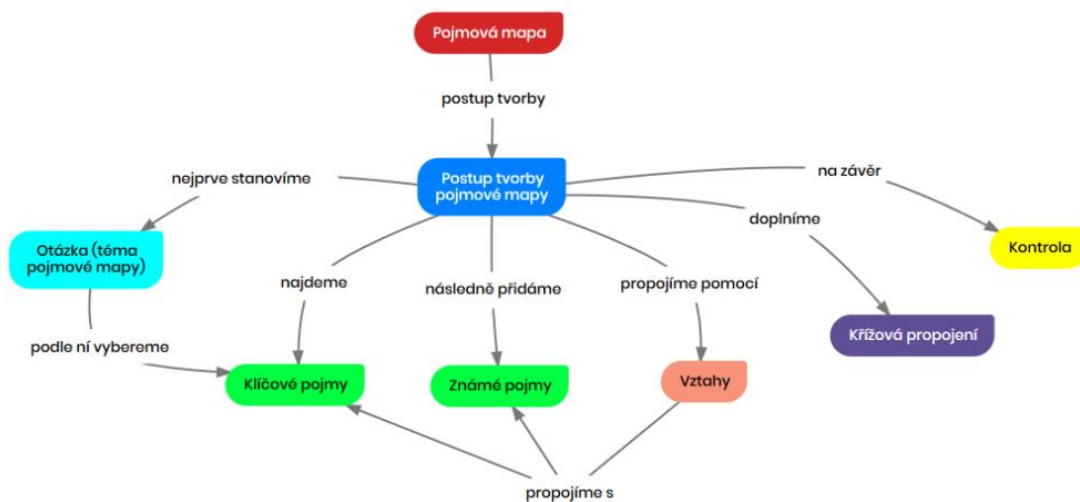 Pojmová mapa
postup tvorby
Postup tvorby
pojmové mapy
nejprve stanovíme
na závěr
doplníme
Otázka (téma
pojmové mapy)
Kontrola
najdeme
následně přidáme
propojíme pomocí
Křížová propojení
podle ní vybereme
Klíčové pojmy
Známé pojmy
Vztahy
propojíme s